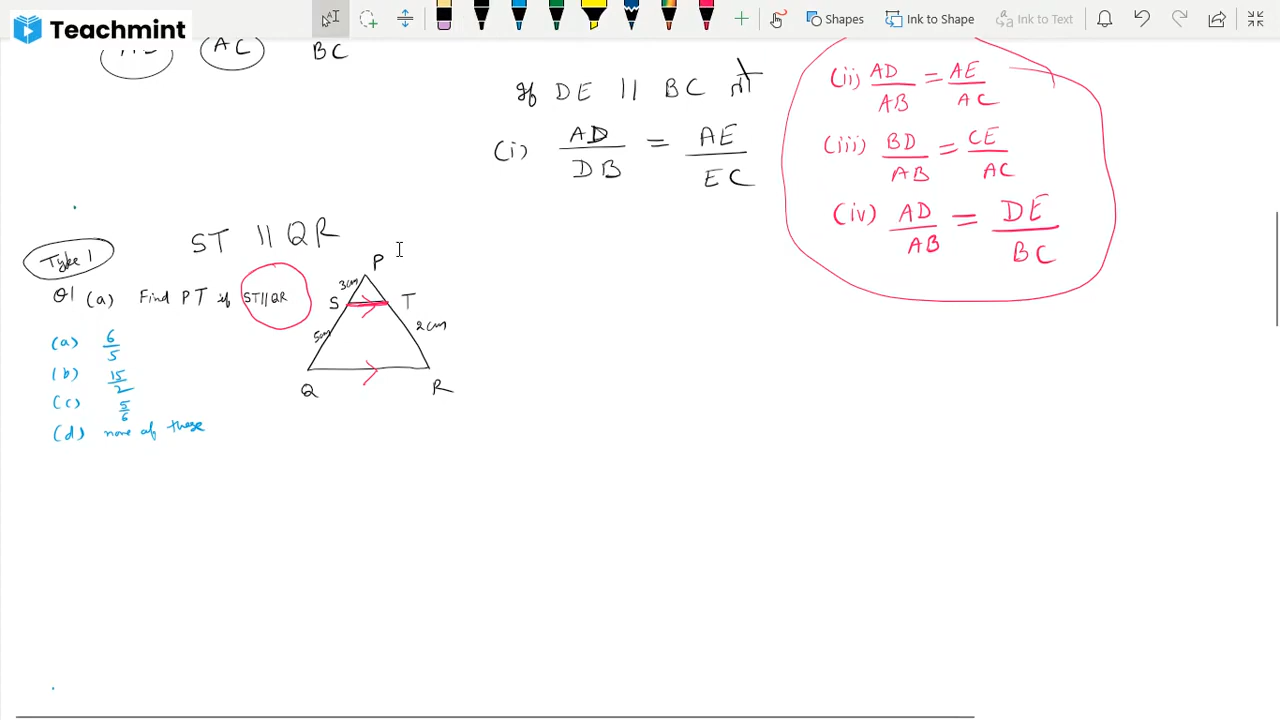 Teachmint
Shapes
Ink to Shape
Ink to Text
AC
BC
If DE || BC
(i) AD/DB = AE/EC
(ii) AD/AB = AE/AC
(iii) BD/AB = CE/AC
(iv) AD/AB = DE/BC
ST || QR
Type 1
Q1 (a) Find PT if ST||QR
(a) 6/5
(b) 15/2
(c) 5/6
(d) none of these
P
3cm
S
T
5cm
2cm
Q
R